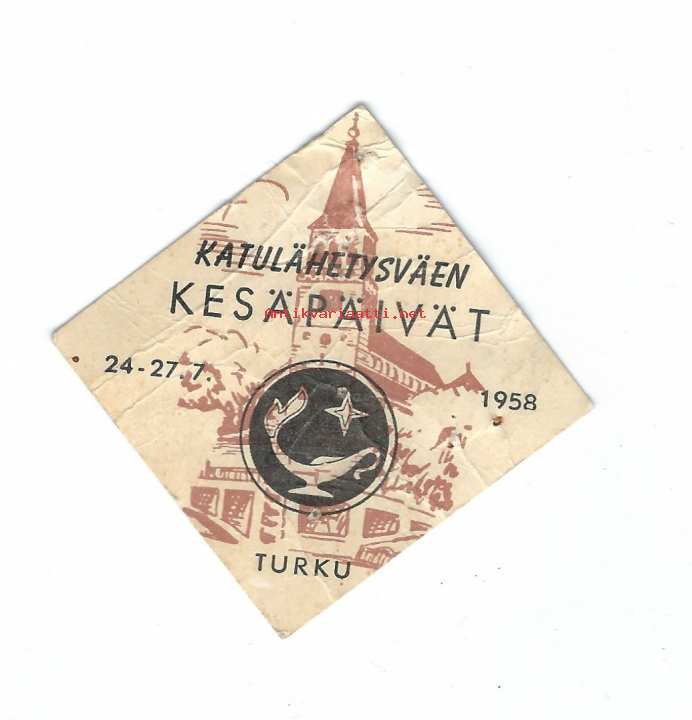 KATULÄHETYSVÄEN
KESÄPÄIVÄT
Antikvariaatti.net
24-27.7.
1958
TURKU